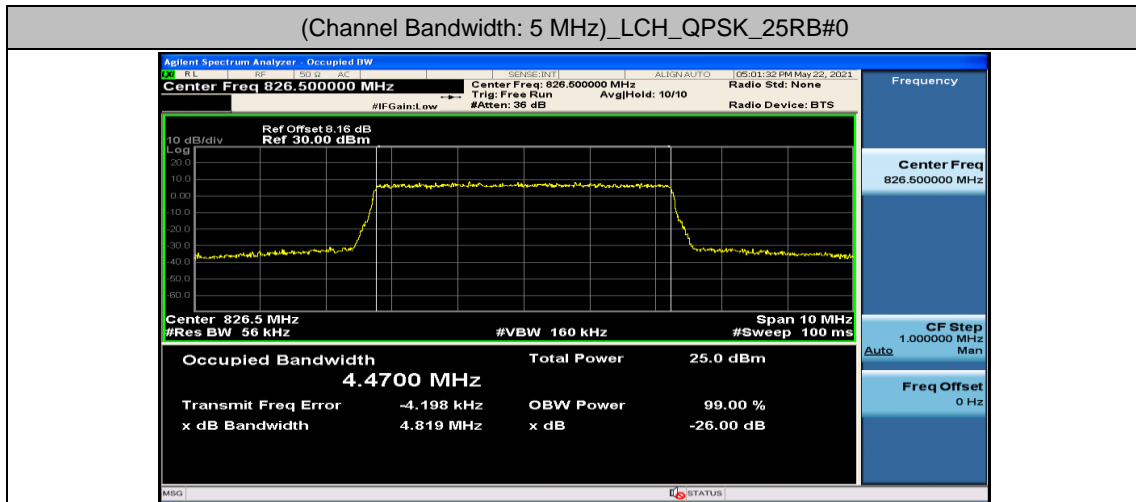 (Channel Bandwidth: 5 MHz)_LCH_QPSK_25RB#0
Agilent Spectrum Analyzer - Occupied BW
LXI RL RF 50 Ω AC SENSE:INT ALIGN AUTO 05:01:32 PM May 22, 2021
Center Freq 826.500000 MHz
Center Freq: 826.500000 MHz
Radio Std: None
Trig: Free Run Avg|Hold: 10/10
#IFGain:Low #Atten: 36 dB Radio Device: BTS
Ref Offset 8.16 dB
10 dB/div Ref 30.00 dBm
Log
20.0
10.0
0.00
-10.0
-20.0
-30.0
-40.0
-50.0
-60.0
Center 826.5 MHz Span 10 MHz
#Res BW 56 kHz #VBW 160 kHz #Sweep 100 ms
Occupied Bandwidth Total Power 25.0 dBm
4.4700 MHz
Transmit Freq Error -4.198 kHz OBW Power 99.00 %
x dB Bandwidth 4.819 MHz x dB -26.00 dB
MSG STATUS
Frequency
Center Freq
826.500000 MHz
CF Step
1.000000 MHz
Auto Man
Freq Offset
0 Hz